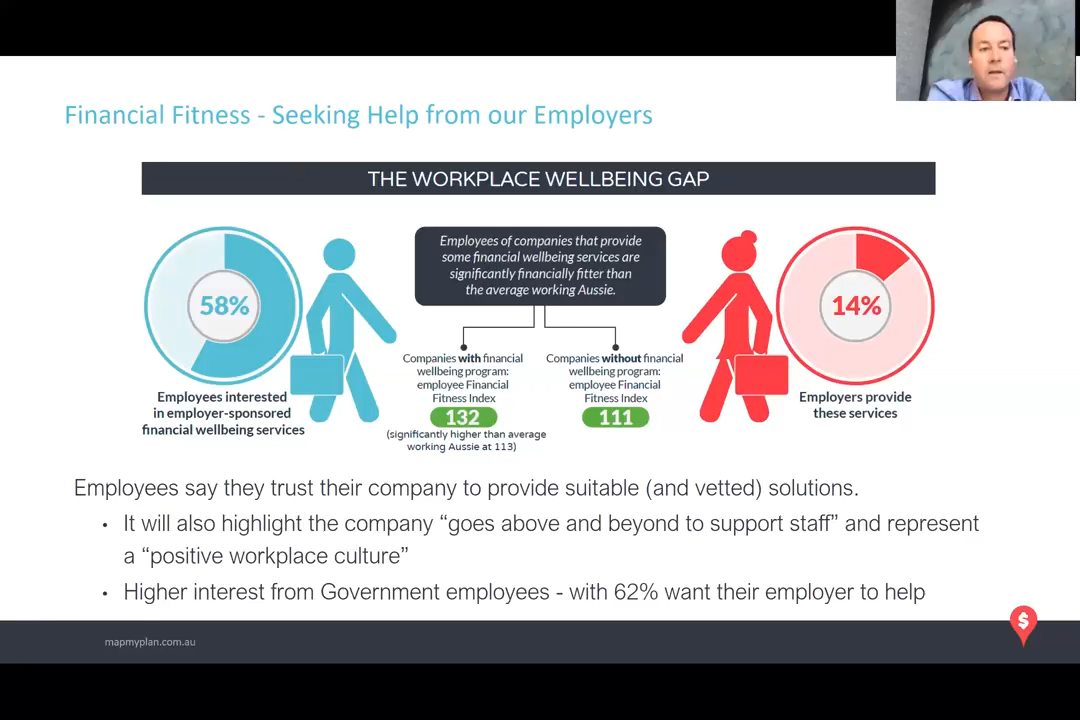 Financial Fitness - Seeking Help from our Employers
THE WORKPLACE WELLBEING GAP
58%
Employees interested
in employer-sponsored
financial wellbeing services
Employees of companies that provide
some financial wellbeing services are
significantly financially fitter than
the average working Aussie.
Companies with financial
wellbeing program:
employee Financial
Fitness Index
132
(significantly higher than average
working Aussie at 113)
Companies without financial
wellbeing program:
employee Financial
Fitness Index
111
14%
Employers provide
these services
Employees say they trust their company to provide suitable (and vetted) solutions.
• It will also highlight the company “goes above and beyond to support staff” and represent
a “positive workplace culture”
• Higher interest from Government employees - with 62% want their employer to help
mapmyplan.com.au
$